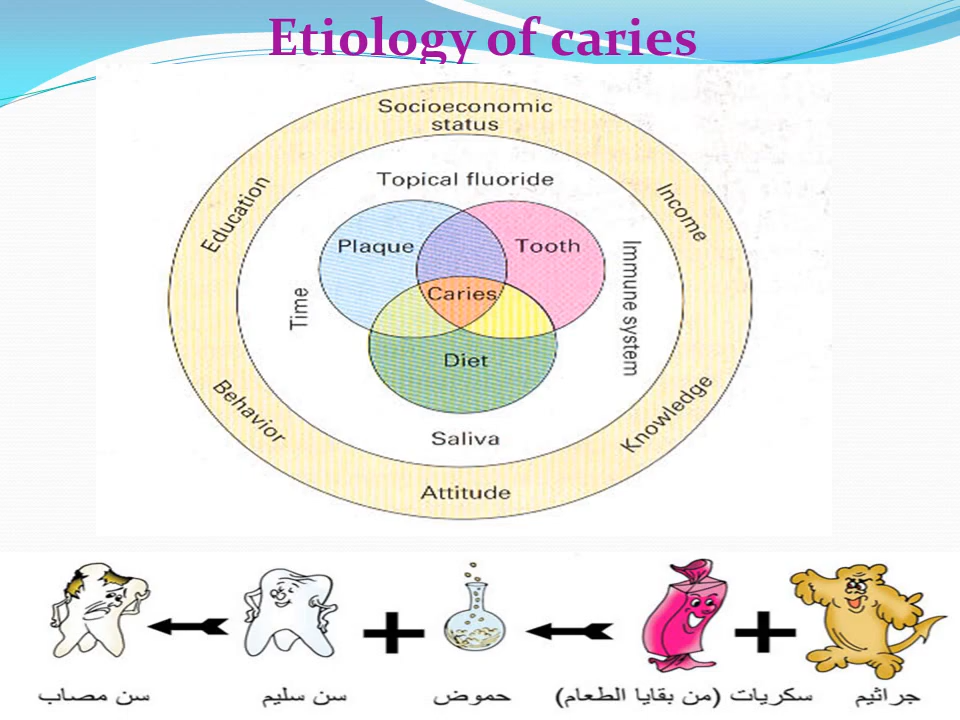 Etiology of caries
Socioeconomic
status
Education
Income
Topical fluoride
Plaque
Tooth
Caries
Time
Immune system
Diet
Behavior
Knowledge
Saliva
Attitude
جراثيم
سكريات (من بقايا الطعام)
حموض
سن سليم
سن مصاب